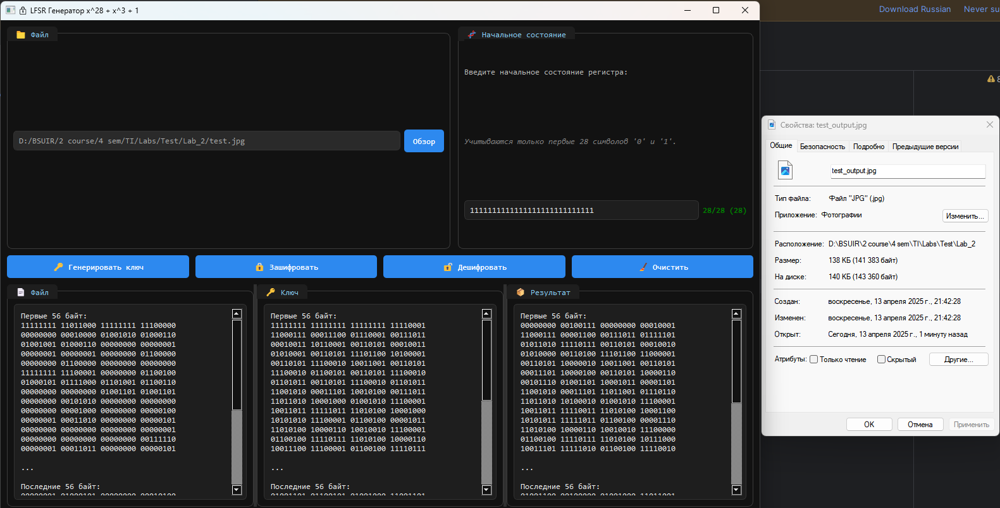 LFSR Генератор x^28 + x^3 + 1
Download Russian
Never su
Файл
D:/BSUIR/2 course/4 sem/TI/Labs/Test/Lab_2/test.jpg
Обзор
Начальное состояние
Введите начальное состояние регистра:
Учитываются только первые 28 символов '0' и '1'.
1111111111111111111111111111
28/28 (28)
Генерировать ключ
Зашифровать
Дешифровать
Очистить
Файл
Первые 56 байт:
11111111 11011000 11111111 11100000
00000000 00010000 01001010 01000110
01001001 01000110 00000000 00000001
00000001 00000001 00000000 01100000
00000000 01100000 00000000 00000000
11111111 11100001 00000000 01100100
01000101 01111000 01101001 01100110
00000000 00000000 01001101 01001101
00000000 00101010 00000000 00000000
00000000 00001000 00000000 00000100
00000001 00011010 00000000 00000101
00000000 00000000 00000000 00111110
00000001 00011011 00000000 00000101
...
Последние 56 байт:
Ключ
Первые 56 байт:
11111111 11111111 11111111 11110001
11000111 00011100 01110001 00111011
00010011 10110001 00110101 00010011
01010001 00110101 11101100 10100001
00110101 11100010 10011001 00110101
11100010 01100101 00110101 11100010
01101011 00110101 11100010 01101011
11001010 00011101 10010100 00111011
11011010 10001000 01001010 11100001
10011011 11111011 11010100 10001000
10101010 11100001 01100100 00001011
11010100 10000110 10010010 11100001
01100100 11110111 11010100 10000110
10011100 11100001 01100100 11110111
...
Последние 56 байт:
Результат
Первые 56 байт:
00000000 00100111 00000000 00010001
11000111 00001100 00111011 01111101
01011010 11110111 00110101 00010010
01010000 00110100 11101100 11000001
00110101 10000010 10011001 00110101
00011101 10000100 00110101 10000110
00101110 01001101 10001011 00001101
11001010 00011101 11011001 01110110
11011010 10100010 01001010 11100001
10011011 11110011 11010100 10001100
10101011 11111011 01100100 00001110
11010100 10000110 10010010 11100000
01100100 11110111 11010100 10111000
10011101 11111010 01100100 11110010
...
Последние 56 байт:
Свойства: test_output.jpg
Общие
Безопасность
Подробно
Предыдущие версии
test_output.jpg
Тип файла: Файл "JPG" (.jpg)
Приложение: Фотографии
Изменить...
Расположение: D:\BSUIR\2 course\4 sem\TI\Labs\Test\Lab_2
Размер: 138 КБ (141 383 байт)
На диске: 140 КБ (143 360 байт)
Создан: воскресенье, 13 апреля 2025 г., 21:42:28
Изменен: воскресенье, 13 апреля 2025 г., 21:42:28
Открыт: Сегодня, 13 апреля 2025 г., 1 минуту назад
Атрибуты: Только чтение Скрытый Другие...
ОК
Отмена
Применить